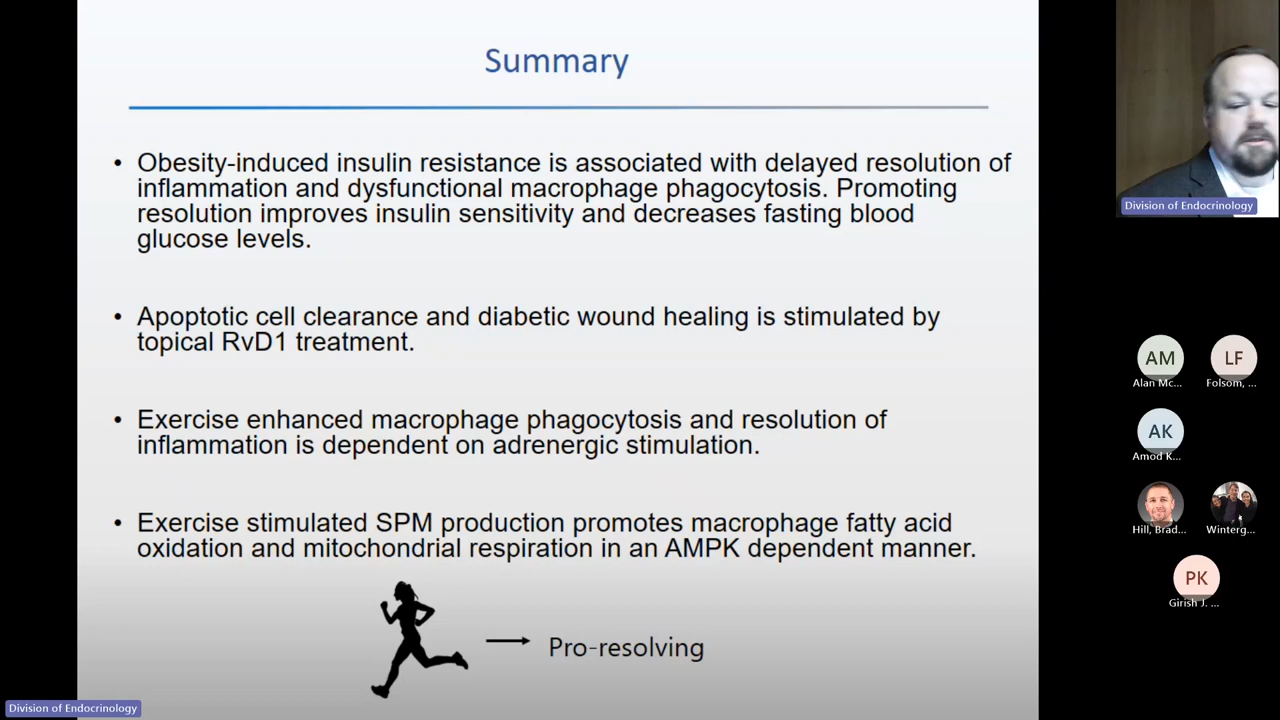 Summary
• Obesity-induced insulin resistance is associated with delayed resolution of
inflammation and dysfunctional macrophage phagocytosis. Promoting
resolution improves insulin sensitivity and decreases fasting blood
glucose levels.
• Apoptotic cell clearance and diabetic wound healing is stimulated by
topical RvD1 treatment.
• Exercise enhanced macrophage phagocytosis and resolution of
inflammation is dependent on adrenergic stimulation.
• Exercise stimulated SPM production promotes macrophage fatty acid
oxidation and mitochondrial respiration in an AMPK dependent manner.
Pro-resolving
Division of Endocrinology
Division of Endocrinology
AM
LF
Alan Mc...
Folsom, ...
AK
Amod K...
Hill, Brad...
Winterg...
PK
Girish J. ...